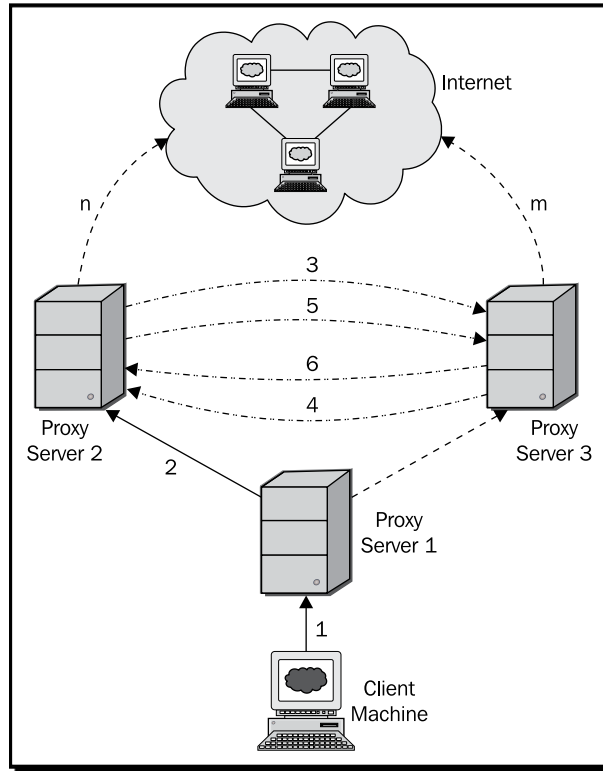 Internet
n
m
3
5
6
4
Proxy
Server 2
Proxy
Server 3
2
Proxy
Server 1
1
Client
Machine